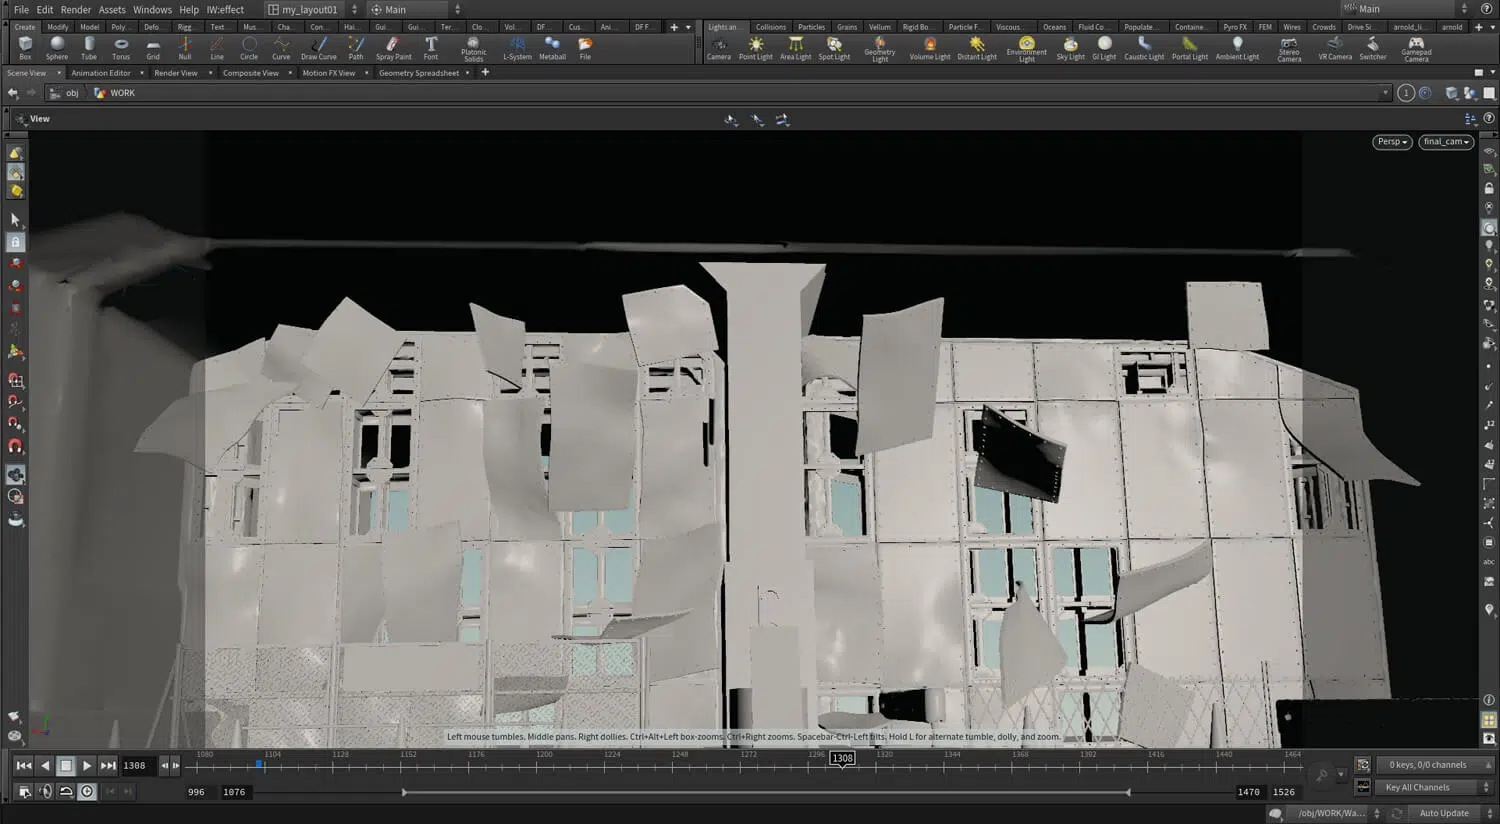 File Edit Render Assets Windows Help IW:effect my_layout01 Main Main
Create Modify Model Poly... Defo... Rigg... Text Mus... Cha... Con... Hair Gui... Gui... Terr... Clo... Vol... DF ... Cus... Ani... DF F... Lights an Collisions Particles Grains Vellum Rigid Bo... Particle F... Viscous... Oceans Fluid Co... Populate... Containe... Pyro FX FEM Wires Crowds Drive Si arnold_li... arnold
Box Sphere Tube Torus Grid Null Line Circle Curve Draw Curve Path Spray Paint Font Platonic Solids L-System Metaball File Camera Point Light Area Light Spot Light Geometry Light Volume Light Distant Light Environment Light Sky Light GI Light Caustic Light Portal Light Ambient Light Stereo Camera VR Camera Switcher Gamepad Camera
Scene View Animation Editor Render View Composite View Motion FX View Geometry Spreadsheet
obj WORK 1
View
Persp final_cam
abc
Left mouse tumbles. Middle pans. Right dollies. Ctrl+Alt+Left box-zooms. Ctrl+Right zooms. Spacebar-Ctrl-Left tilts. Hold L for alternate tumble, dolly, and zoom.
1080 1104 1128 1152 1176 1200 1224 1248 1272 1296 1320 1344 1368 1392 1416 1440 1464
1308 1308 0 keys, 0/0 channels
996 1076 1470 1526 Key All Channels
/obj/WORK/Wa... Auto Update